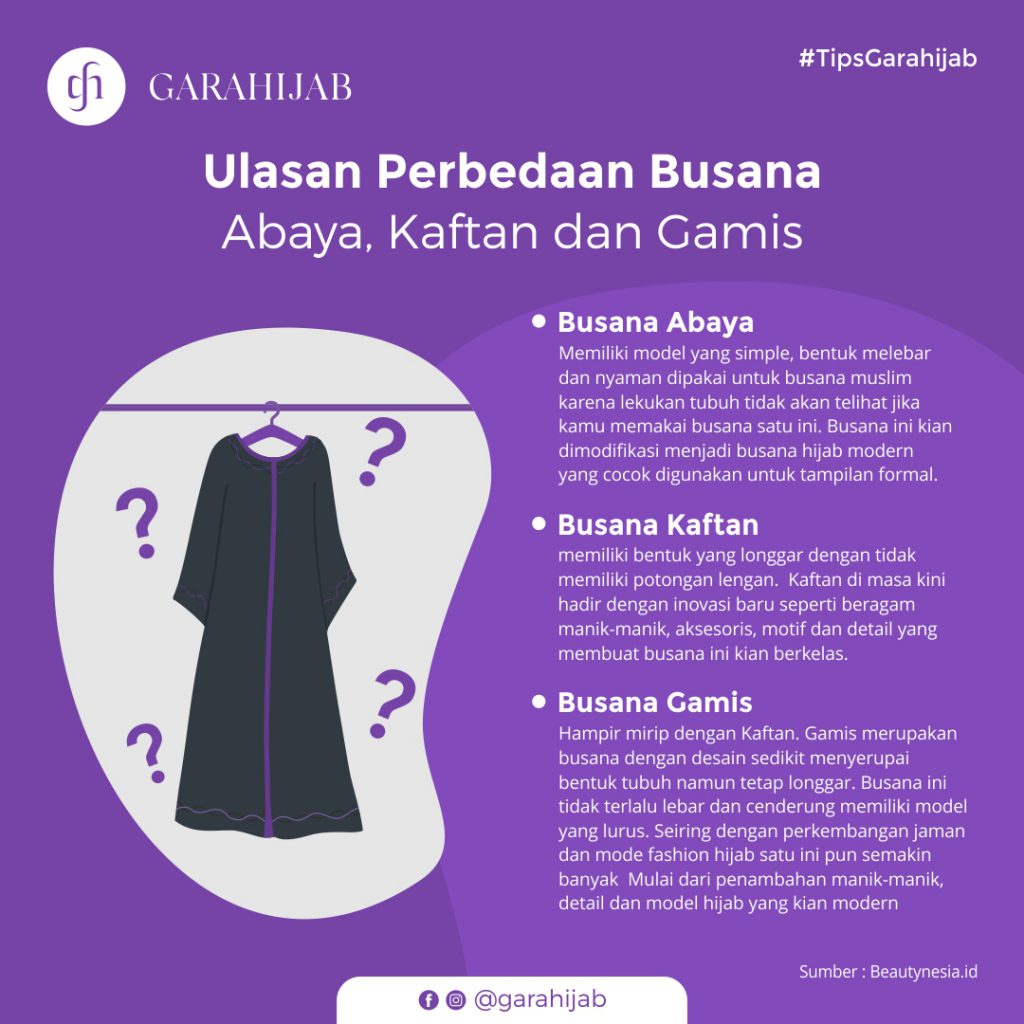 GARAHIJAB
#TipsGarahijab
Ulasan Perbedaan Busana
Abaya, Kaftan dan Gamis
? ? ? ?
• Busana Abaya
Memiliki model yang simple, bentuk melebar
dan nyaman dipakai untuk busana muslim
karena lekukan tubuh tidak akan telihat jika
kamu memakai busana satu ini. Busana ini kian
dimodifikasi menjadi busana hijab modern
yang cocok digunakan untuk tampilan formal.
• Busana Kaftan
memiliki bentuk yang longgar dengan tidak
memiliki potongan lengan.  Kaftan di masa kini
hadir dengan inovasi baru seperti beragam
manik-manik, aksesoris, motif dan detail yang
membuat busana ini kian berkelas.
• Busana Gamis
Hampir mirip dengan Kaftan. Gamis merupakan
busana dengan desain sedikit menyerupai
bentuk tubuh namun tetap longgar. Busana ini
tidak terlalu lebar dan cenderung memiliki model
yang lurus. Seiring dengan perkembangan jaman
dan mode fashion hijab satu ini pun semakin
banyak  Mulai dari penambahan manik-manik,
detail dan model hijab yang kian modern
Sumber : Beautynesia.id
@garahijab